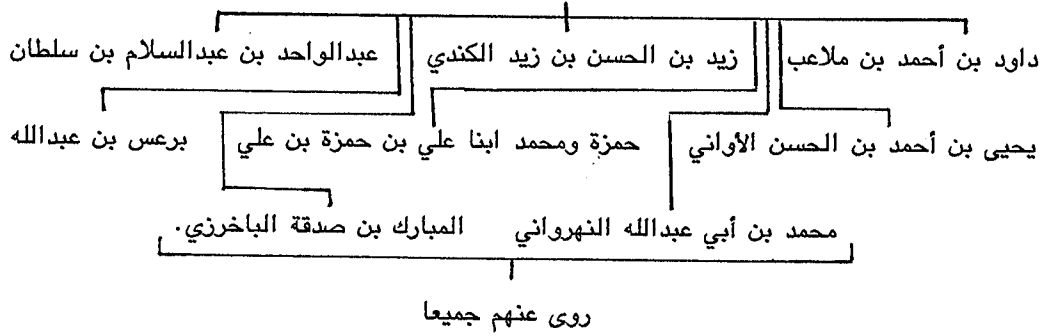 داود بن أحمد بن ملاعب زيد بن الحسن بن زيد الكندي عبدالواحد بن عبدالسلام بن سلطان
يحيى بن أحمد بن الحسن الأواني حمزة ومحمد ابنا علي بن حمزة بن علي برعس بن عبدالله
محمد بن أبي عبدالله النهرواني المبارك بن صدقة الباخرزي.
روى عنهم جميعا